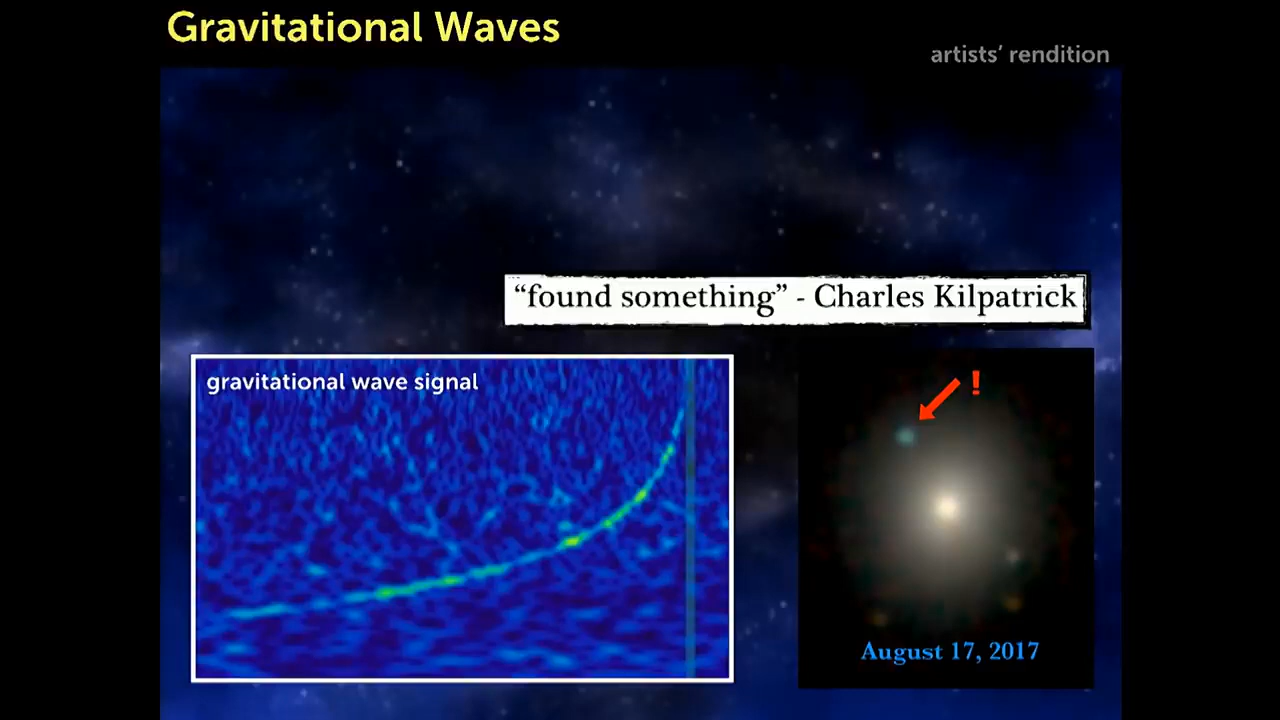 Gravitational Waves
artists’ rendition
“found something” - Charles Kilpatrick
gravitational wave signal
!
August 17, 2017